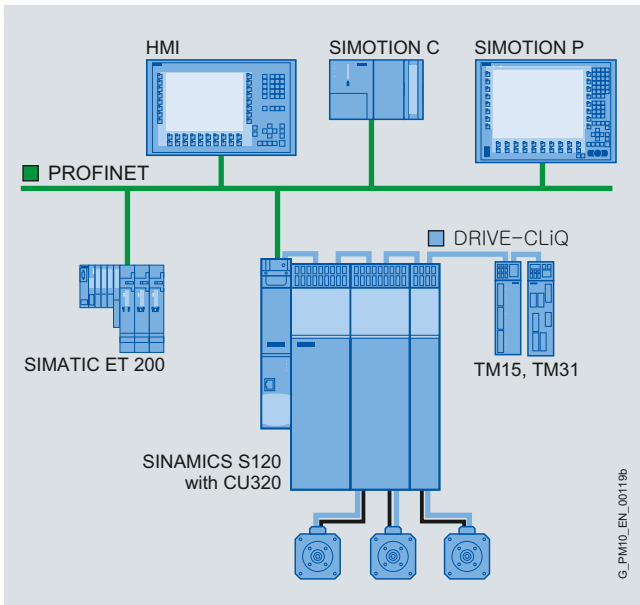 HMI
SIMOTION C
SIMOTION P
PROFINET
DRIVE-CLiQ
SIMATIC ET 200
TM15, TM31
SINAMICS S120
with CU320
G_PM10_EN_00119b